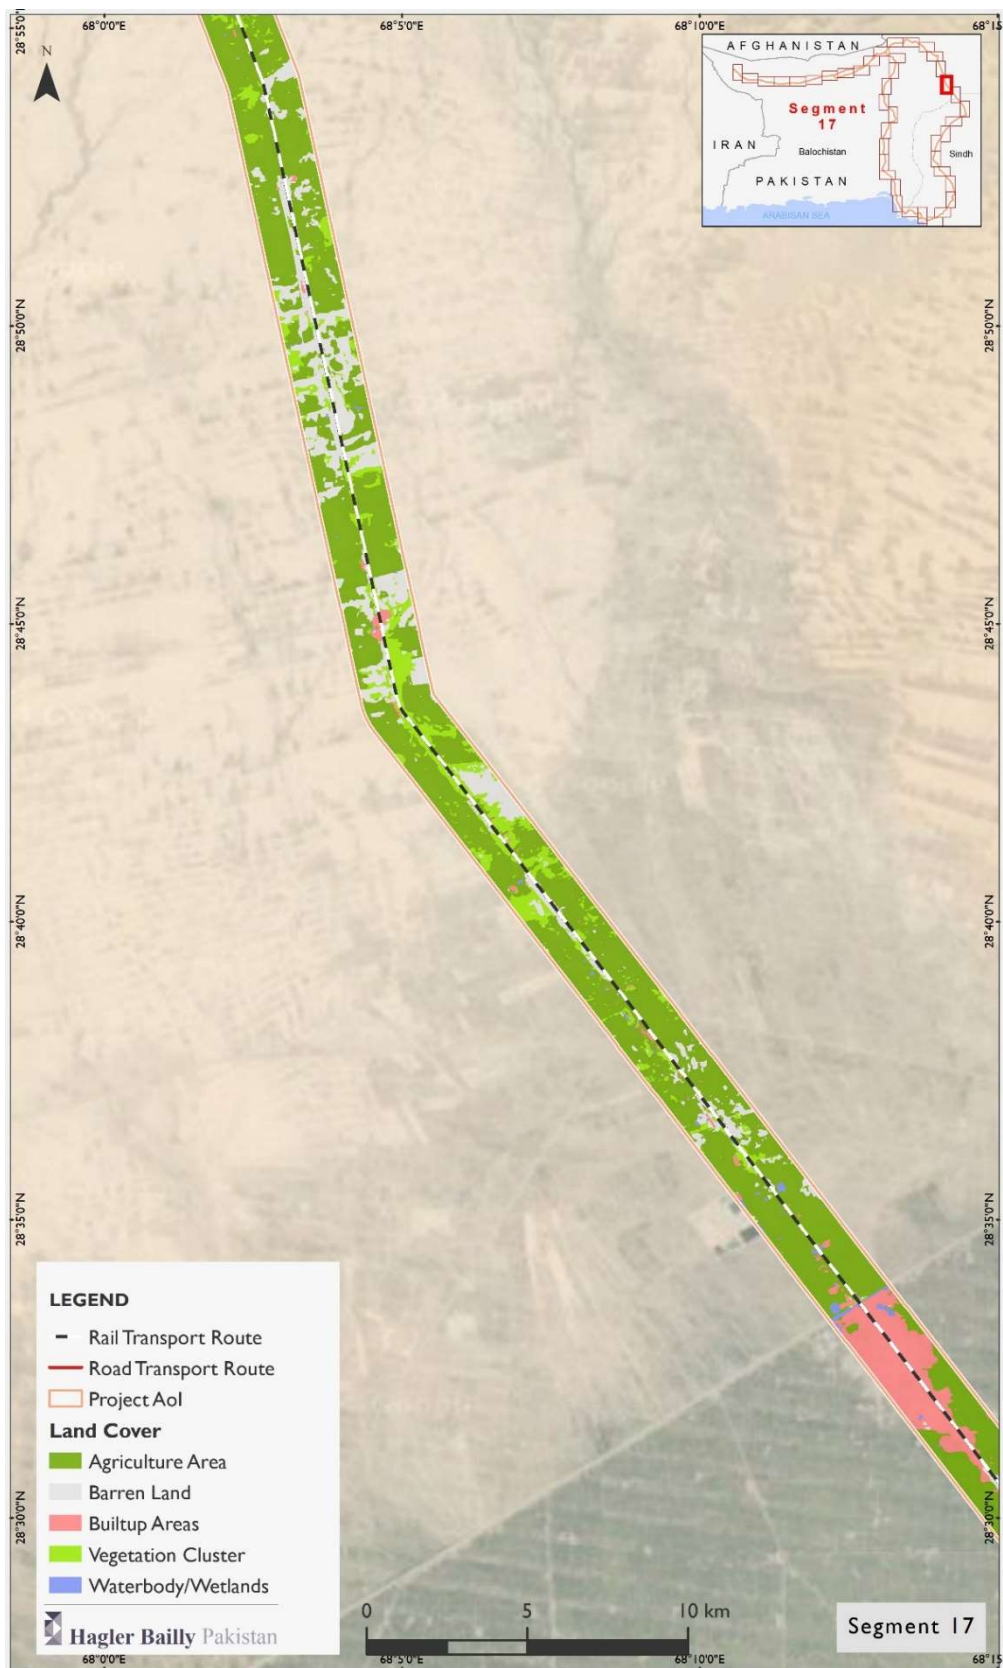 68°0'0"E 68°5'0"E 68°10'0"E 68°15
28°55'0"N
28°50'0"N 28°50'0"N
28°45'0"N 28°45'0"N
28°40'0"N 28°40'0"N
28°35'0"N 28°35'0"N
28°30'0"N
N
AFGHANISTAN
Segment
17
IRAN
Balochistan
Sindh
PAKISTAN
ARABISAN SEA
LEGEND
Rail Transport Route
Road Transport Route
Project AoI
Land Cover
Agriculture Area
Barren Land
Builtup Areas
Vegetation Cluster
Waterbody/Wetlands
Hagler Bailly Pakistan
0 5 10 km
Segment 17
68°0'0"E 68°5'0"E 68°10'0"E 68°15